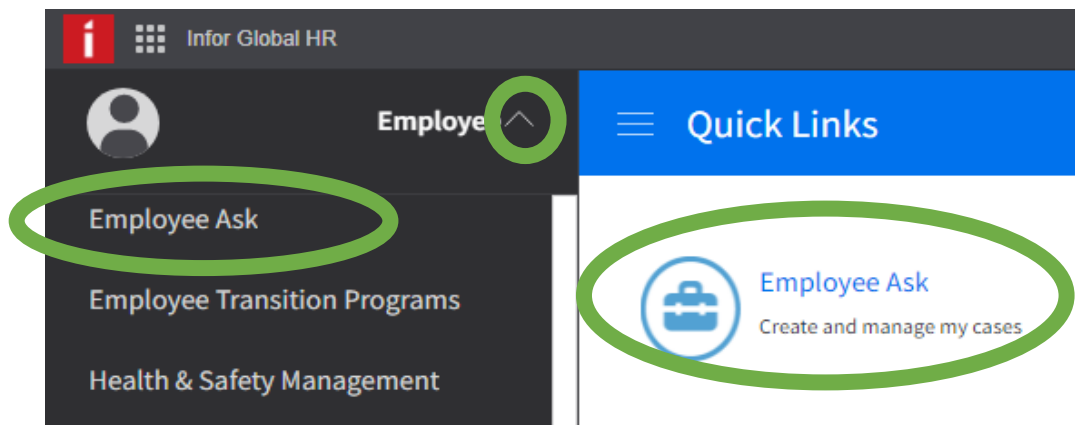 Infor Global HR
Employe
Quick Links
Employee Ask
Employee Transition Programs
Health & Safety Management
Employee Ask
Create and manage my cases